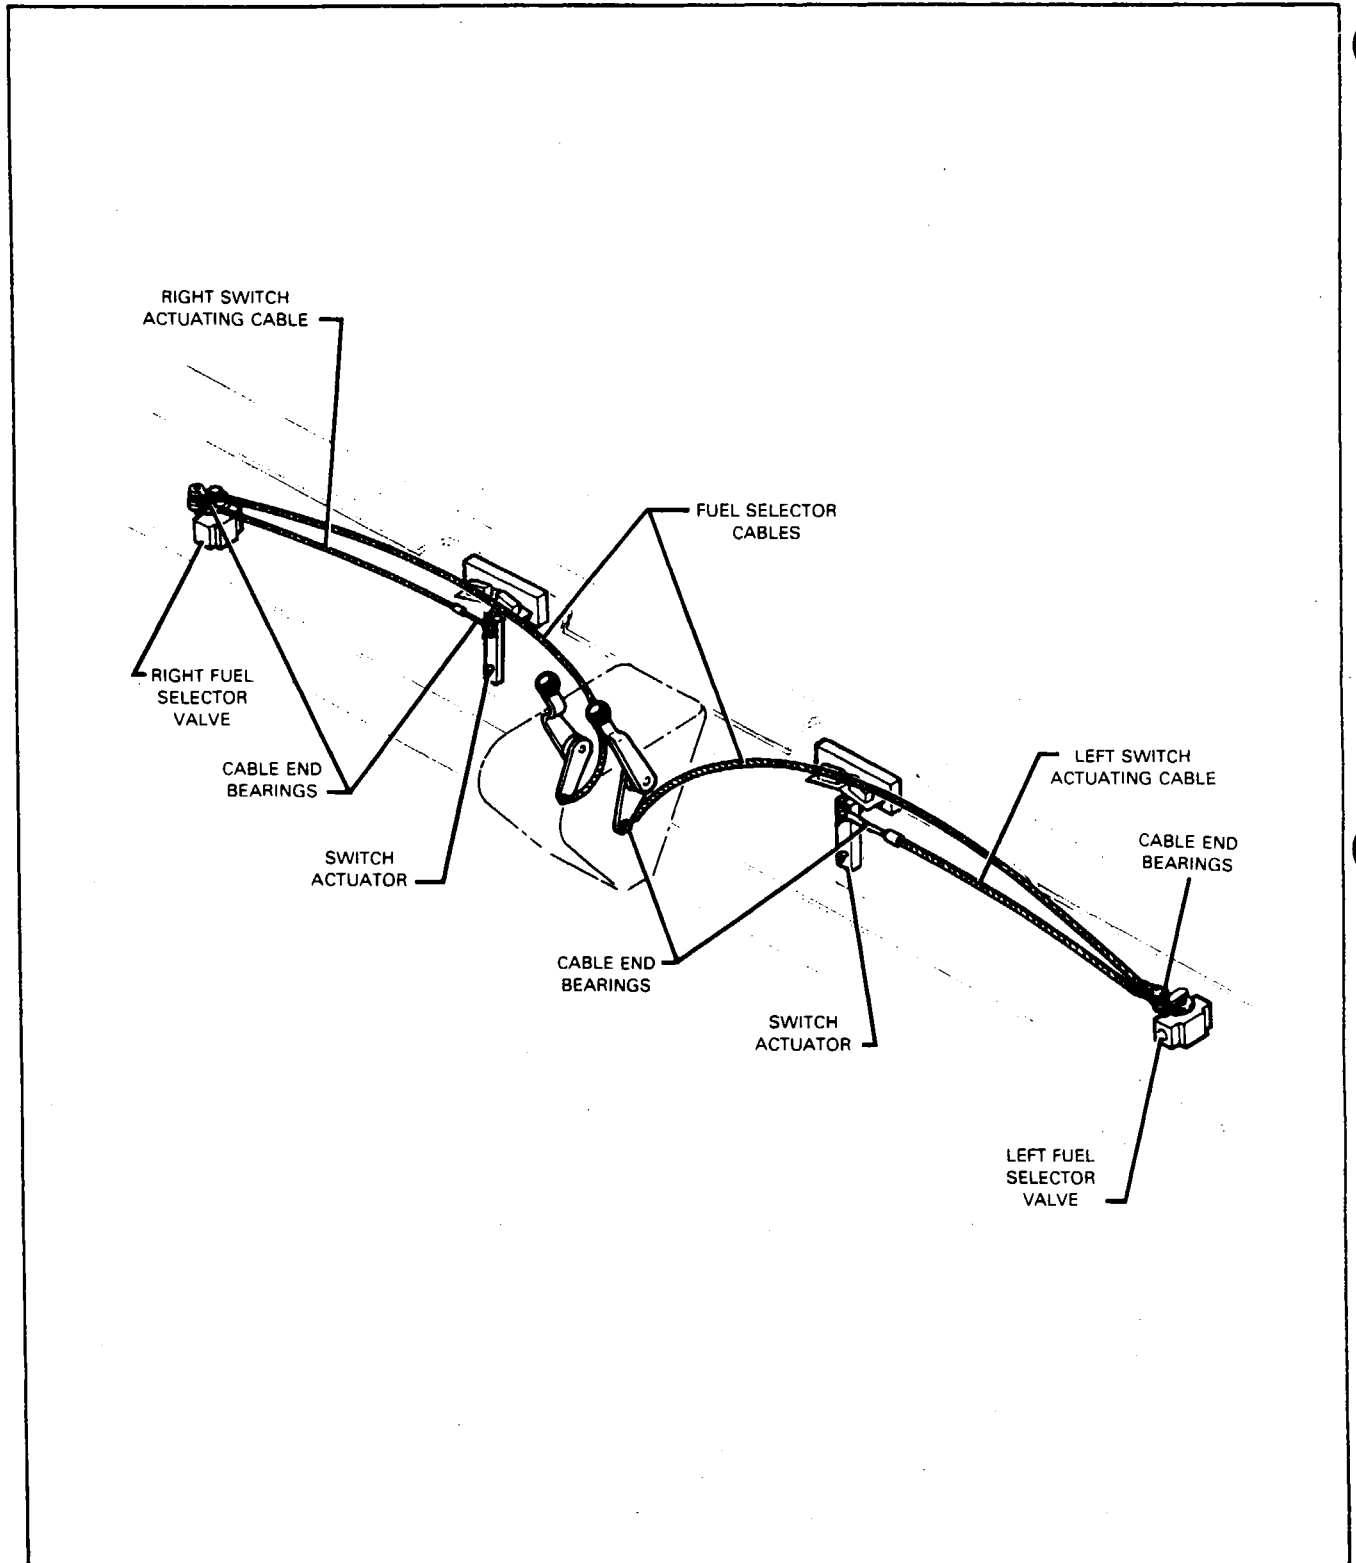 RIGHT SWITCH
ACTUATING CABLE
FUEL SELECTOR
CABLES
RIGHT FUEL
SELECTOR
VALVE
CABLE END
BEARINGS
LEFT SWITCH
ACTUATING CABLE
SWITCH
ACTUATOR
CABLE END
BEARINGS
CABLE END
BEARINGS
SWITCH
ACTUATOR
LEFT FUEL
SELECTOR
VALVE